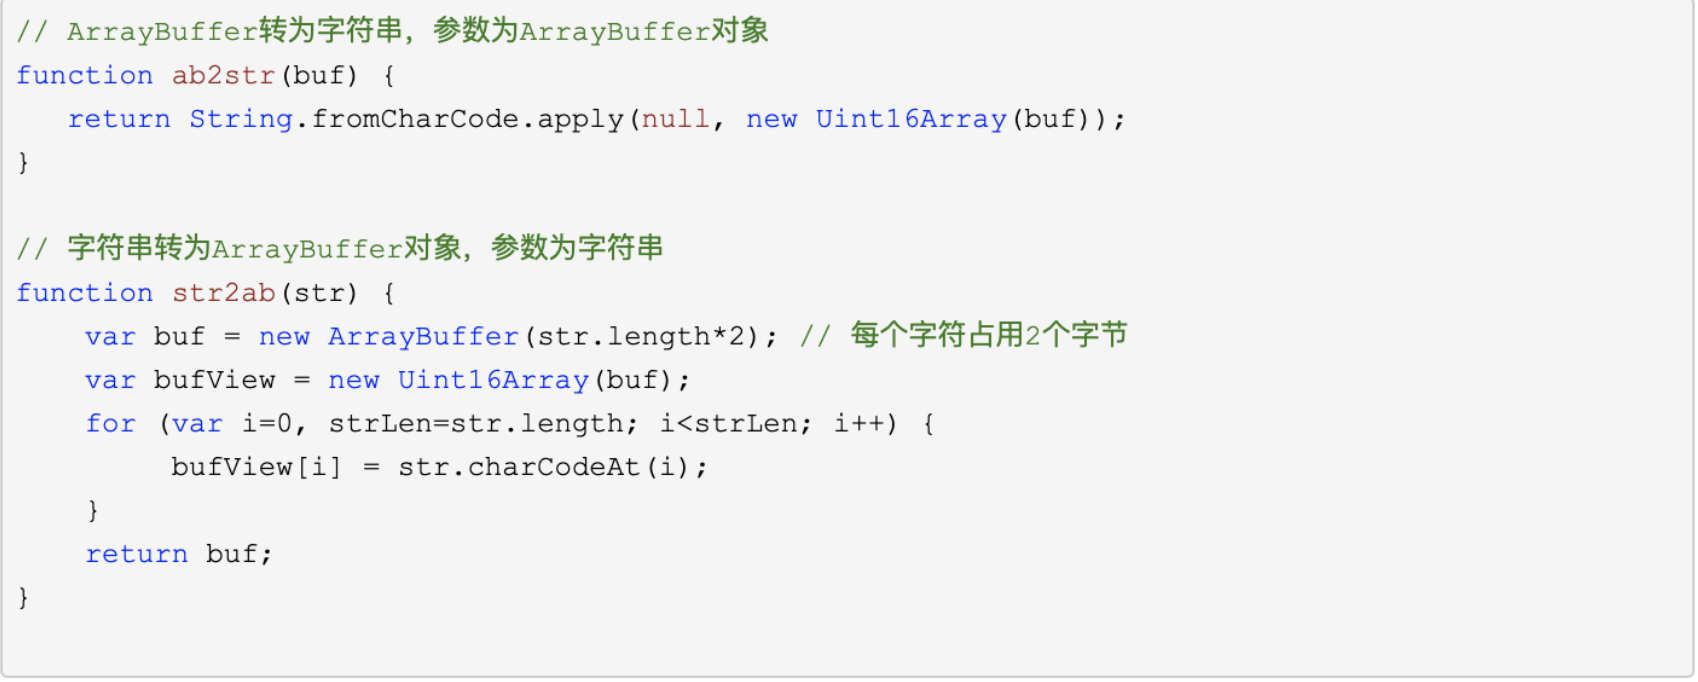 // ArrayBuffer转为字符串，参数为ArrayBuffer对象
function ab2str(buf) {
   return String.fromCharCode.apply(null, new Uint16Array(buf));
}

// 字符串转为ArrayBuffer对象，参数为字符串
function str2ab(str) {
    var buf = new ArrayBuffer(str.length*2); // 每个字符占用2个字节
    var bufView = new Uint16Array(buf);
    for (var i=0, strLen=str.length; i<strLen; i++) {
         bufView[i] = str.charCodeAt(i);
    }
    return buf;
}